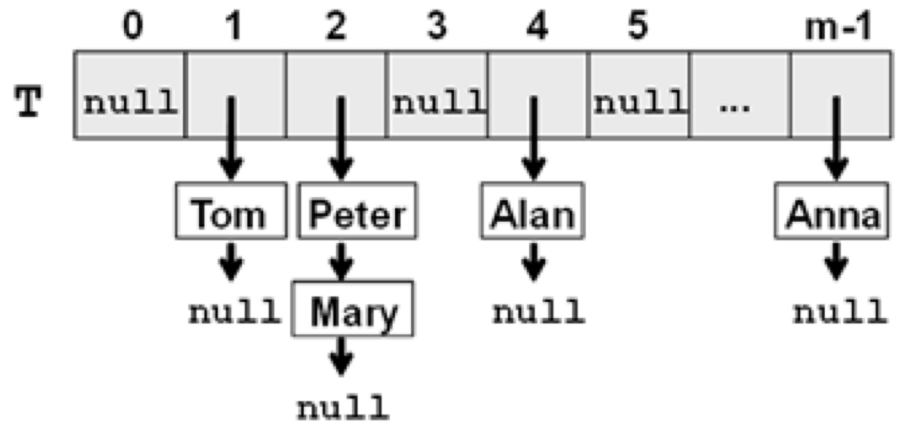 0 1 2 3 4 5 m-1
T null null null ...
Tom Peter Alan Anna
null Mary null null
null